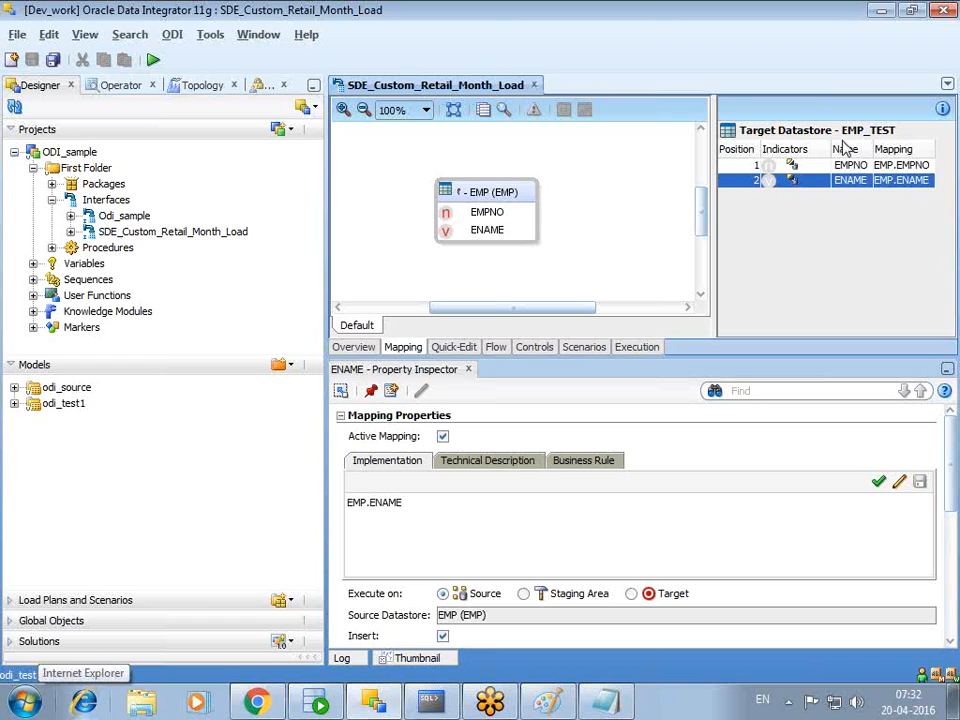 [Dev_work] Oracle Data Integrator 11g : SDE_Custom_Retail_Month_Load
File Edit View Search ODI Tools Window Help
Designer Operator Topology ...
SDE_Custom_Retail_Month_Load
100%
Projects
ODI_sample
First Folder
Packages
Interfaces
Odi_sample
SDE_Custom_Retail_Month_Load
Procedures
Variables
Sequences
User Functions
Knowledge Modules
Markers
Models
odi_source
odi_test1
Load Plans and Scenarios
Global Objects
Solutions
- EMP (EMP)
EMPNO
ENAME
Default
Overview Mapping Quick-Edit Flow Controls Scenarios Execution
Target Datastore - EMP_TEST
Position Indicators Name Mapping
1 EMPNO EMP.EMPNO
2 ENAME EMP.ENAME
ENAME - Property Inspector
Find
Mapping Properties
Active Mapping:
Implementation Technical Description Business Rule
EMP.ENAME
Execute on: Source Staging Area Target
Source Datastore: EMP (EMP)
Insert:
Log Thumbnail
odi_test
Internet Explorer
SQL>
EN
07:32
20-04-2016